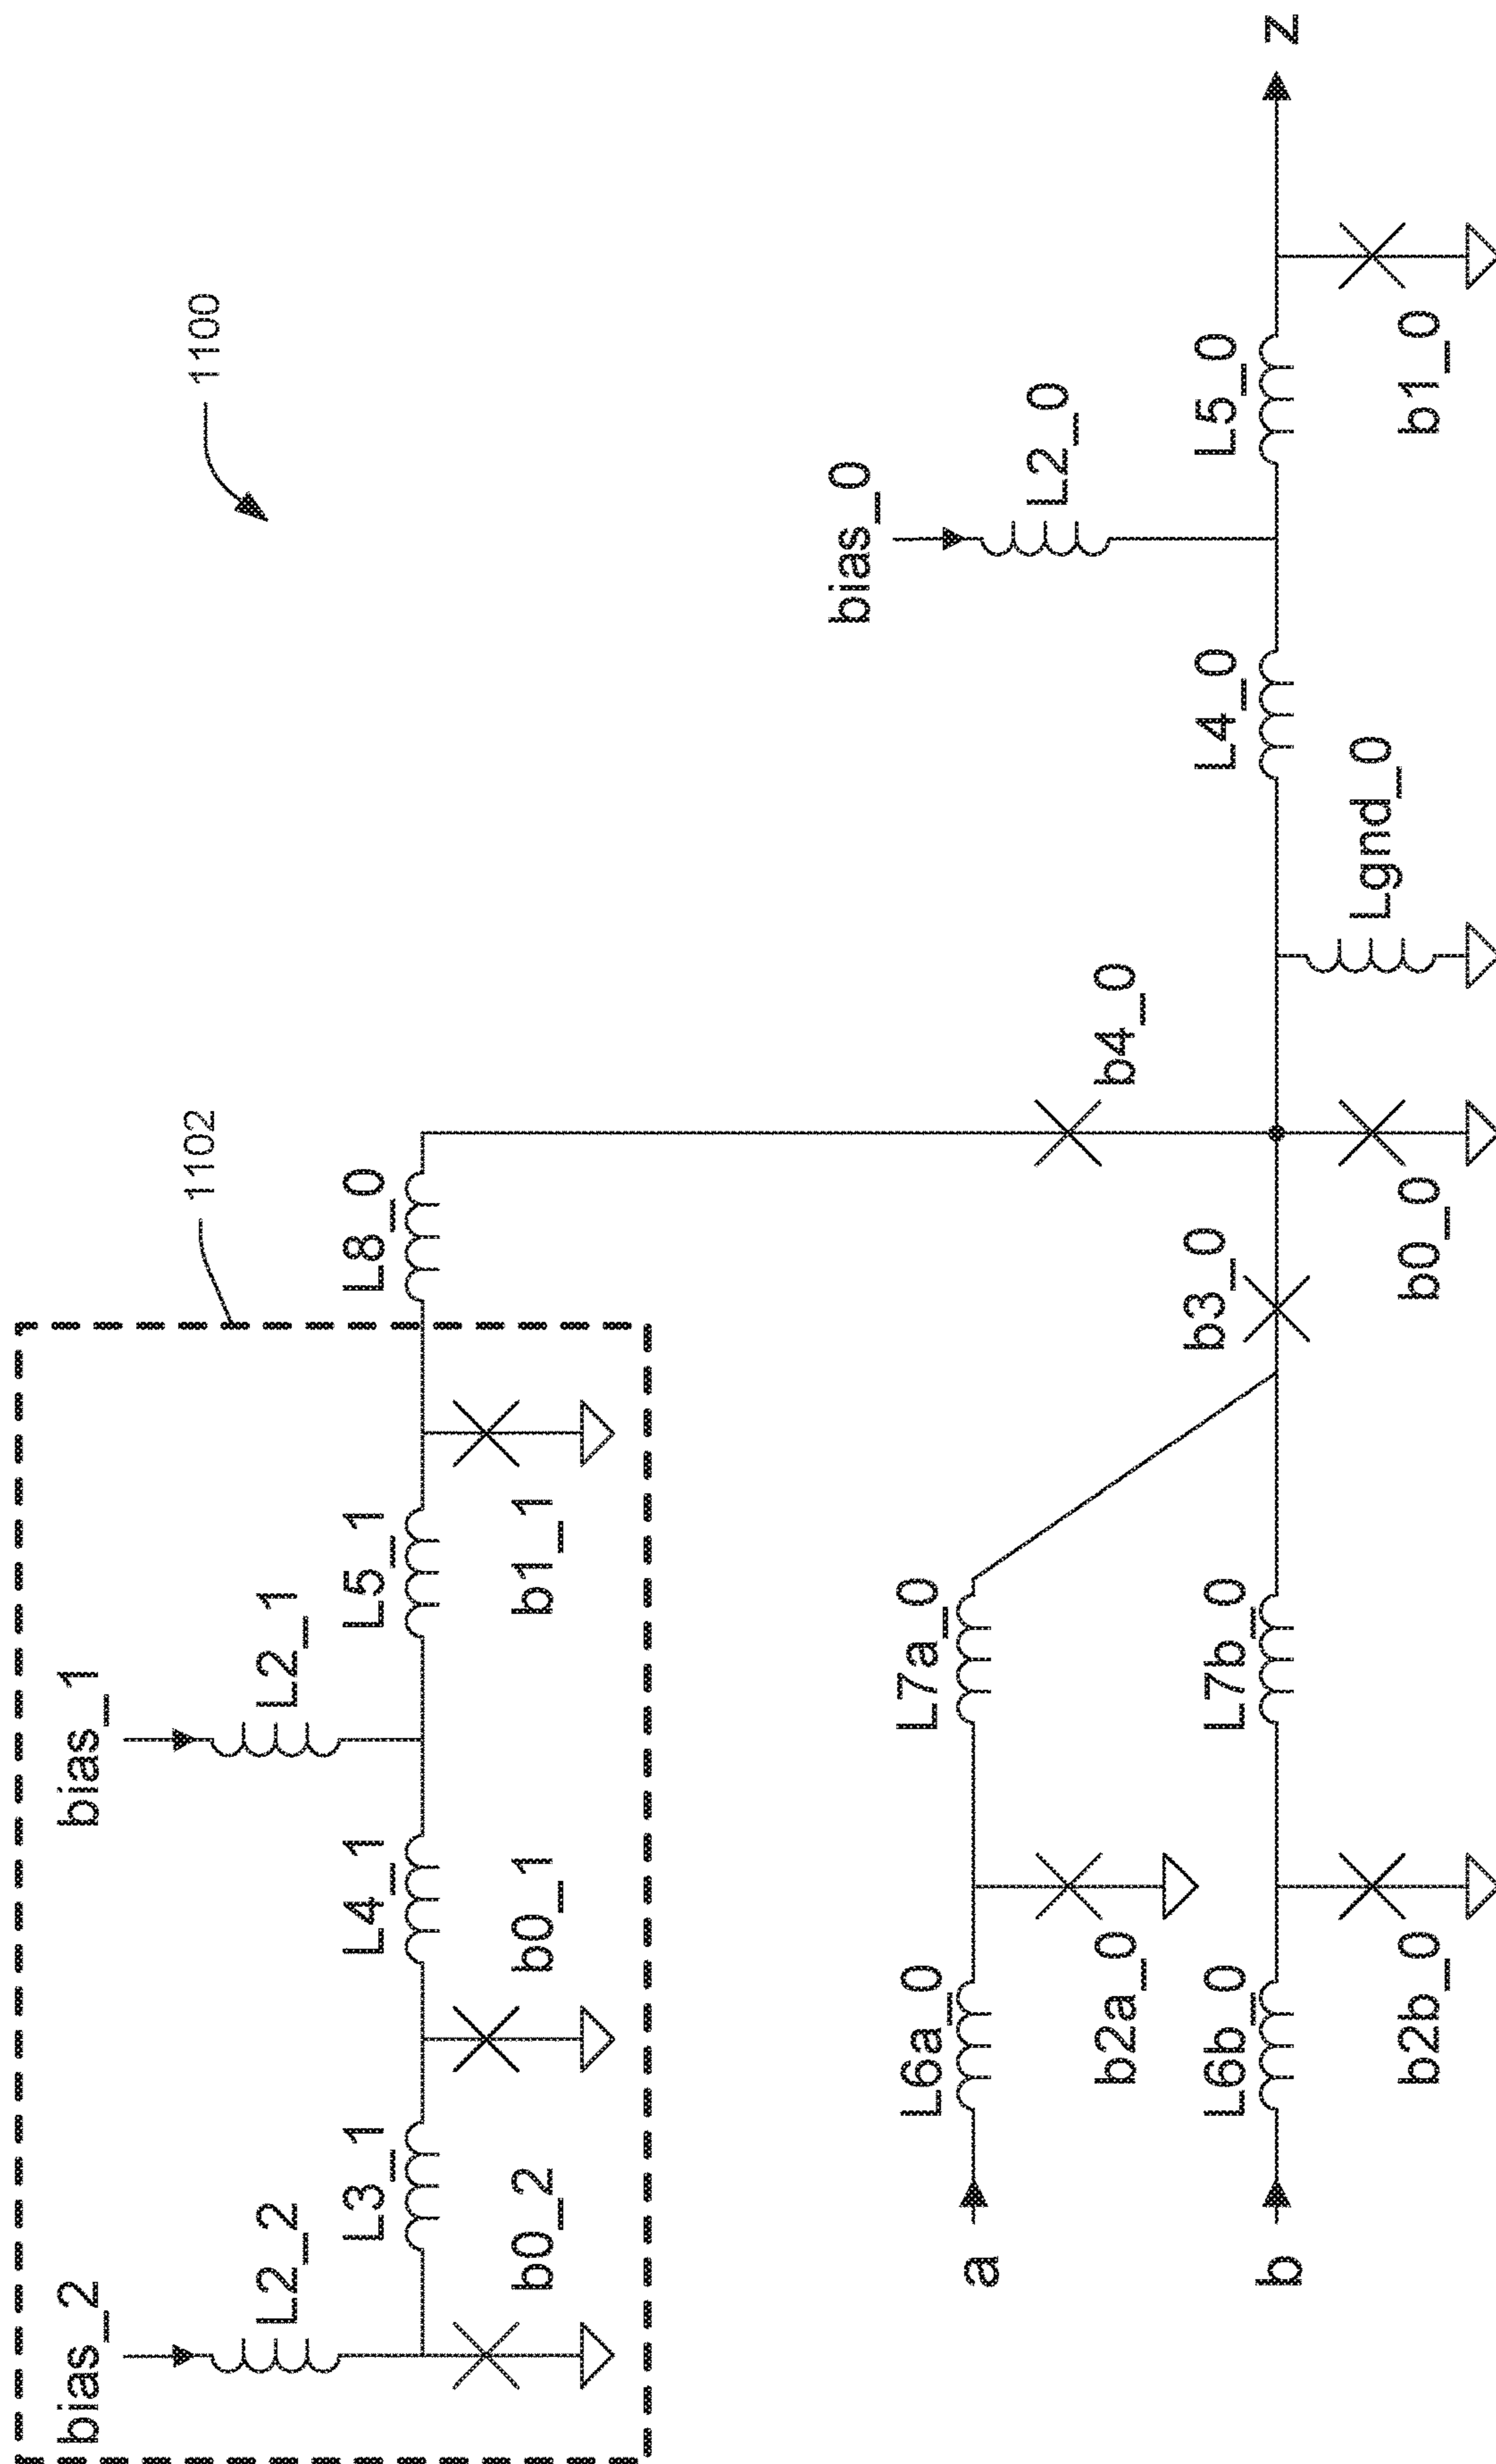 1100
1102
bias_2
L2_2
b0_2
L3_1
b0_1
L4_1
bias_1
L2_1
L5_1
b1_1
L8_0
b4_0
bias_0
L2_0
a
L6a_0
b2a_0
L7a_0
b
L6b_0
b2b_0
L7b_0
b3_0
b0_0
Lgnd_0
L4_0
L5_0
b1_0
z